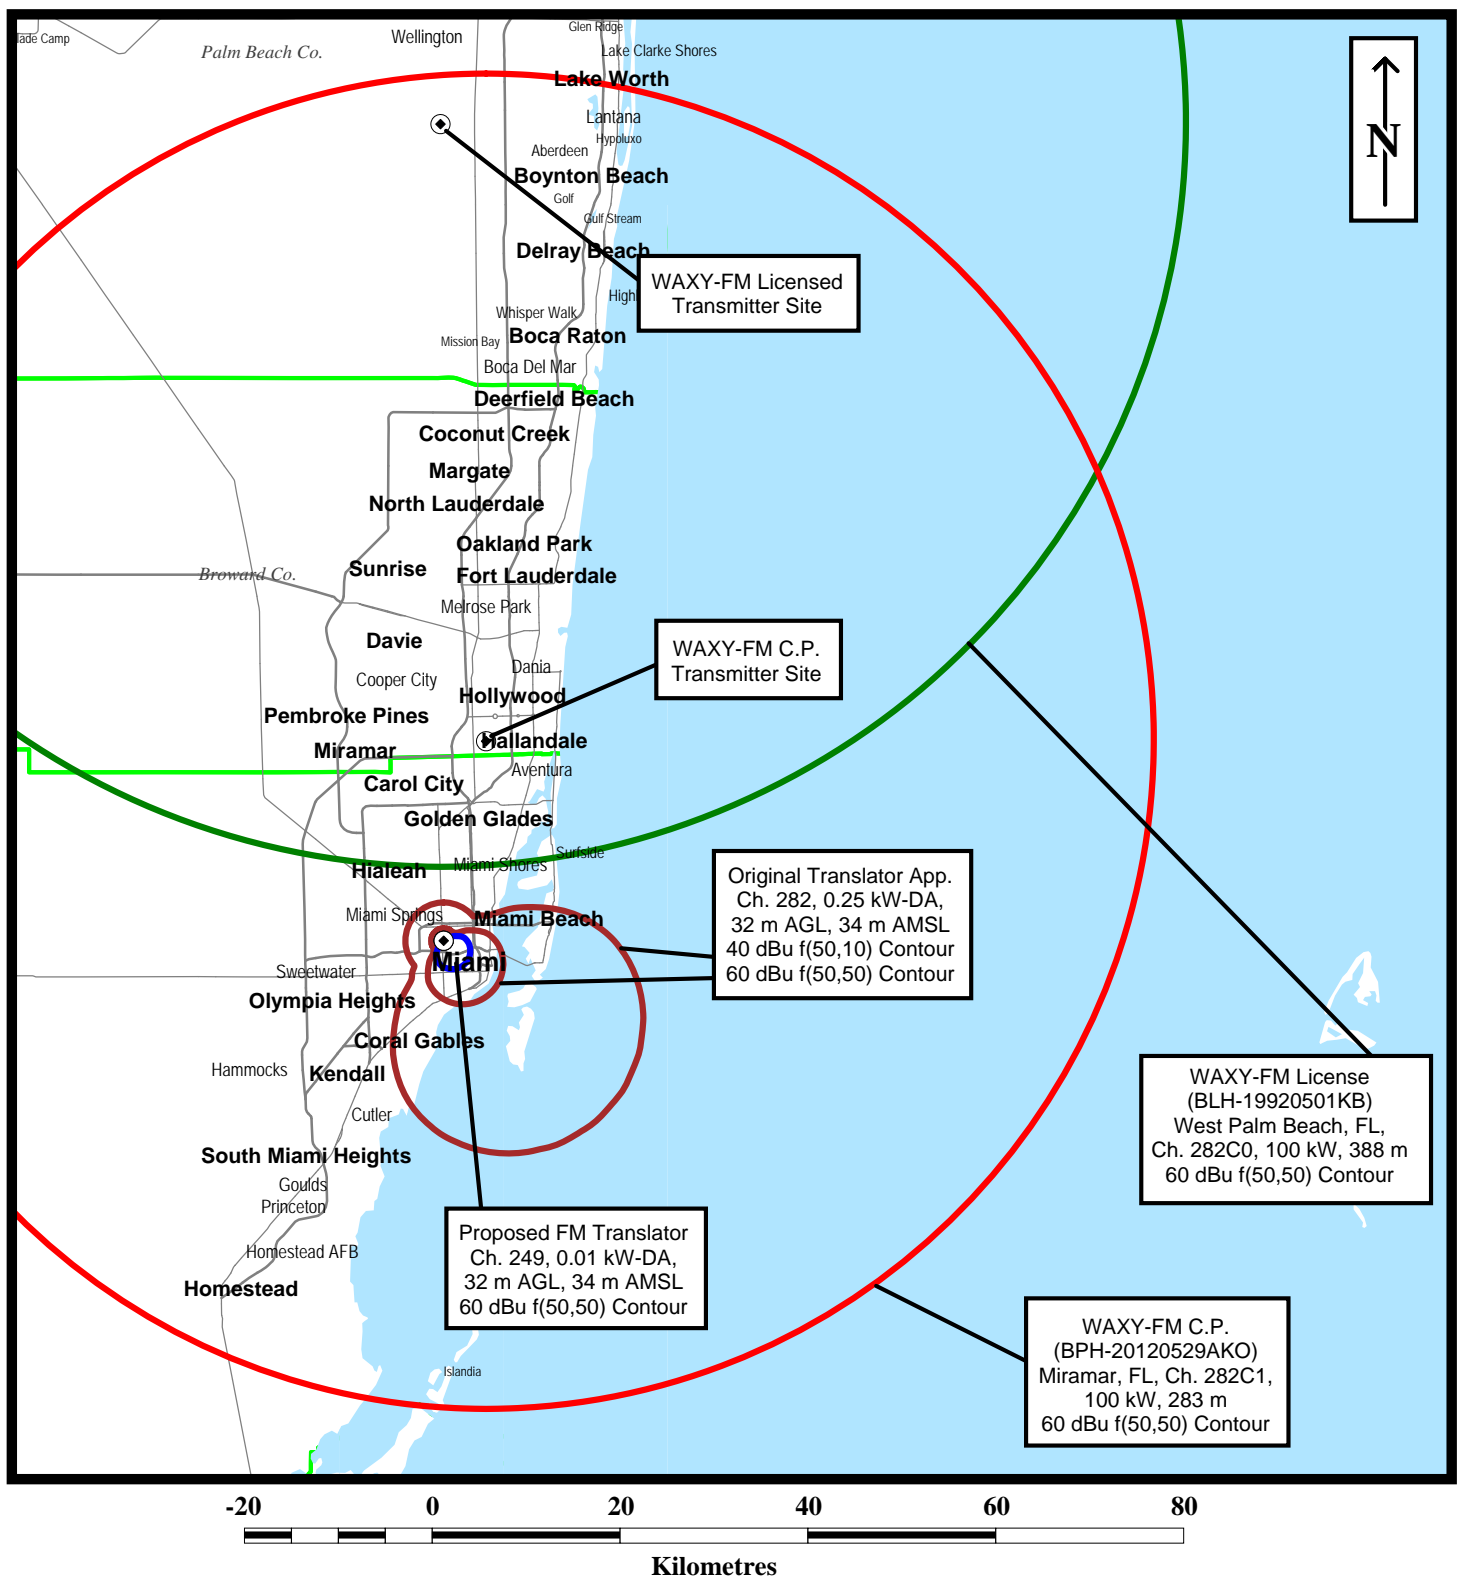 Glen Ridge
Wellington
lade Camp
Palm Beach Co.
Lake Clarke Shores
Lake Worth
Lantana
Hypoluxo
Aberdeen
Boynton Beach
Golf
Gulf Stream
Delray Beach
N
WAXY-FM Licensed
Transmitter Site
Highl
Whisper Walk
Boca Raton
Mission Bay
Boca Del Mar
Deerfield Beach
Coconut Creek
Margate
North Lauderdale
Oakland Park
Sunrise
Broward Co.
Fort Lauderdale
Melrose Park
Davie
WAXY-FM C.P.
Transmitter Site
Dania
Cooper City
Hollywood
Pembroke Pines
Hallandale
Miramar
Aventura
Carol City
Golden Glades
Surfside
Miami Shores
Hialeah
Miami Springs
Miami Beach
Original Translator App.
Ch. 282, 0.25 kW-DA,
32 m AGL, 34 m AMSL
40 dBu f(50,10) Contour
60 dBu f(50,50) Contour
Miami
Sweetwater
Olympia Heights
Coral Gables
Hammocks
Kendall
Cutler
WAXY-FM License
(BLH-19920501KB)
West Palm Beach, FL,
Ch. 282C0, 100 kW, 388 m
60 dBu f(50,50) Contour
South Miami Heights
Goulds
Princeton
Proposed FM Translator
Ch. 249, 0.01 kW-DA,
32 m AGL, 34 m AMSL
60 dBu f(50,50) Contour
Homestead AFB
Homestead
WAXY-FM C.P.
(BPH-20120529AKO)
Miramar, FL, Ch. 282C1,
100 kW, 283 m
60 dBu f(50,50) Contour
Islandia
-20 0 20 40 60 80
Kilometres